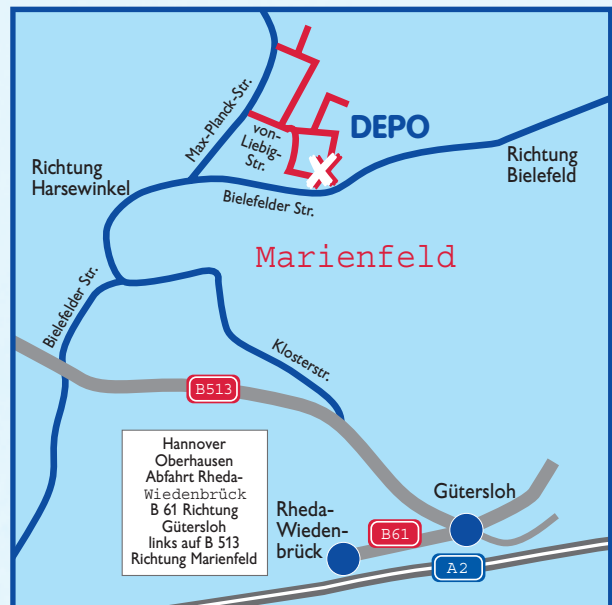 Max-Planck-Str.
von-
Liebig-
Str.
DEPO
Richtung
Harsewinkel
Richtung
Bielefeld
Bielefelder Str.
Marienfeld
Bielefelder Str.
Klosterstr.
B513
Hannover
Oberhausen
Abfahrt Rheda-
Wiedenbrück
B 61 Richtung
Gütersloh
links auf B 513
Richtung Marienfeld
Gütersloh
Rheda-
Wieden-
brück
B61
A2